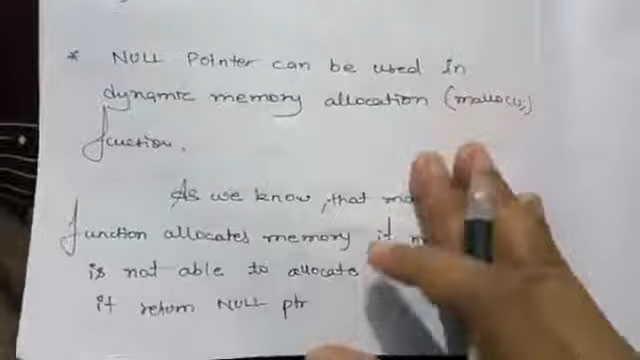 * NULL Pointer can be used in
dynamic memory allocation (malloc())
function.
As we know, that
function allocates memory if
is not able to allocate
it return NULL ptr